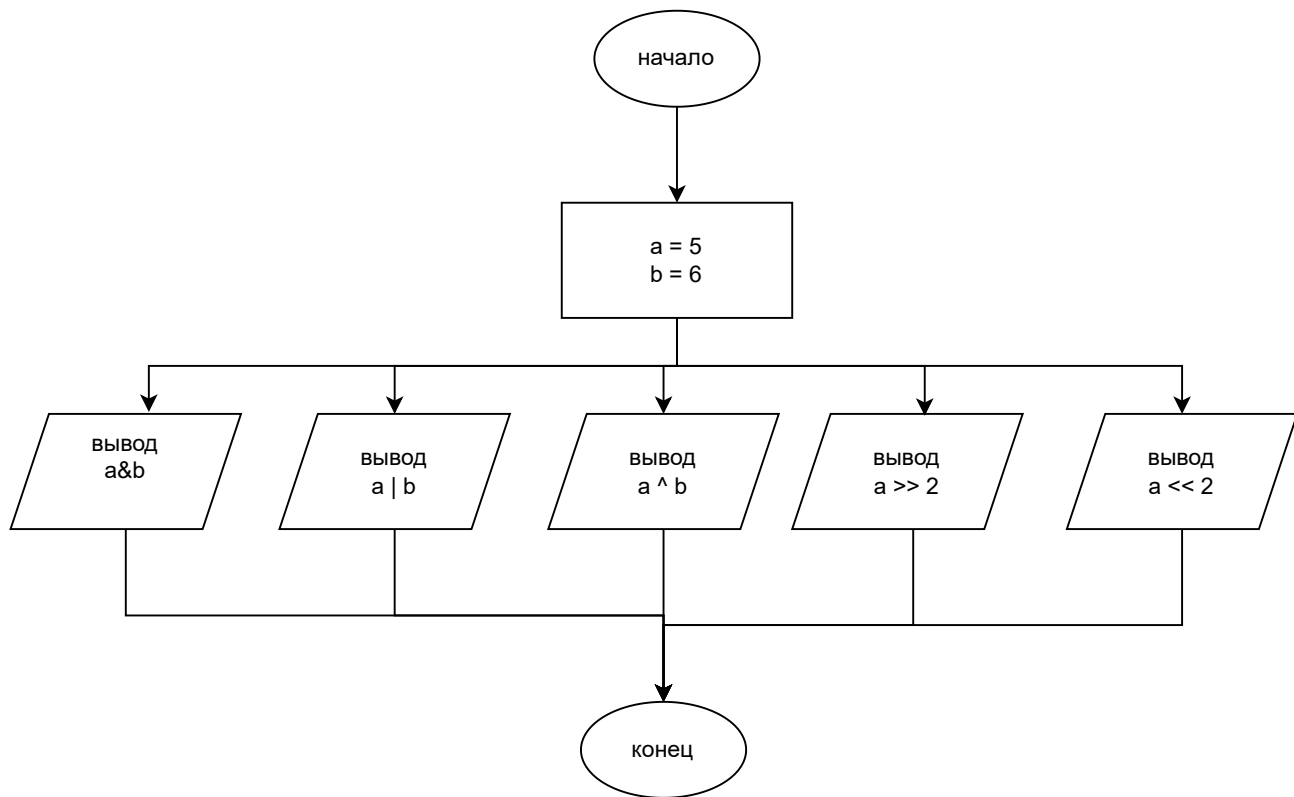 начало
a = 5
b = 6
вывод
a&b
вывод
a | b
вывод
a ^ b
вывод
a >> 2
вывод
a << 2
конец